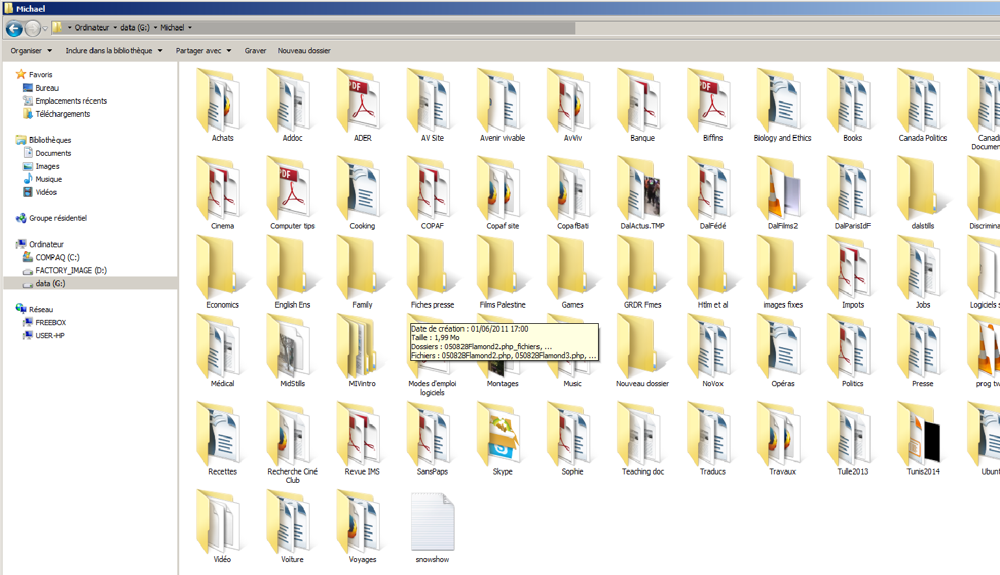 Michael
Ordinateur data (G:) Michael
Organiser Inclure dans la bibliothèque Partager avec Graver Nouveau dossier
Favoris
Bureau
Emplacements récents
Téléchargements
Bibliothèques
Documents
Images
Musique
Vidéos
Groupe résidentiel
Ordinateur
COMPAQ (C:)
FACTORY_IMAGE (D:)
data (G:)
Réseau
FREEBOX
USER-HP
Achats Addoc ADER AV Site Avenir vivable AvViv Banque Biffins Biology and Ethics Books Canada Politics Canadi
Documen
Cinema Computer tips Cooking COPAF Copaf site CopafBati DalActus.TMP DalFédé DalFilms2 DalParisIdF dalstills Discrimina
Economics English Ens Family Fiches presse Films Palestine Games GRDR Fmes Htlm et al images fixes Impots Jobs Logiciels s
Date de création : 01/06/2011 17:00
Taille : 1,99 Mo
Dossiers : 050828Flamond2.php_fichiers, ...
Fichiers : 050828Flamond2.php, 050828Flamond3.php, ...
Médical MidStills MIVintro Modes d'emploi Montages Music Nouveau dossier NoVox Opéras Politics Presse prog tw
logiciels
Recettes Recherche Ciné Revue IMS SansPaps Skype Sophie Teaching doc Traducs Travaux Tulle2013 Tunis2014 Ubunt
Club
Vidéo Voiture Voyages snowshow